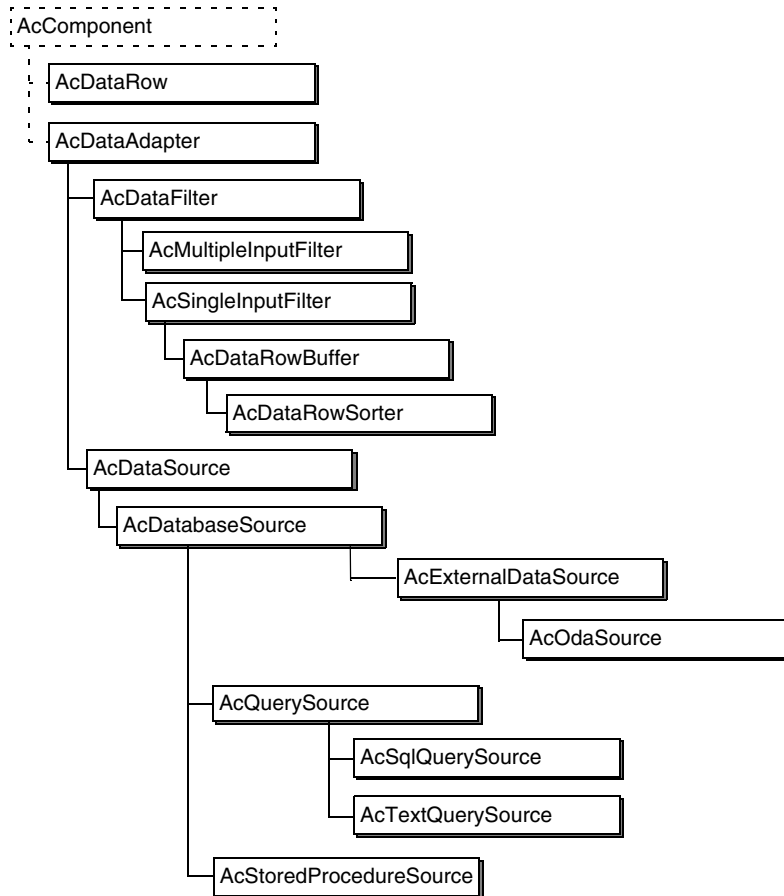 AcComponent
AcDataRow
AcDataAdapter
AcDataFilter
AcMultipleInputFilter
AcSingleInputFilter
AcDataRowBuffer
AcDataRowSorter
AcDataSource
AcDatabaseSource
AcExternalDataSource
AcOdaSource
AcQuerySource
AcSqlQuerySource
AcTextQuerySource
AcStoredProcedureSource